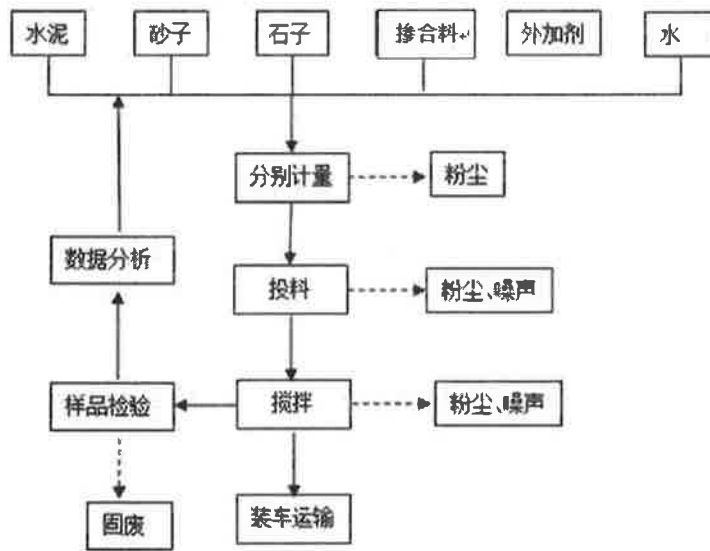 水泥
砂子
石子
掺合料
外加剂
水
分别计量
粉尘
数据分析
投料
粉尘、噪声
样品检验
搅拌
粉尘、噪声
固废
装车运输